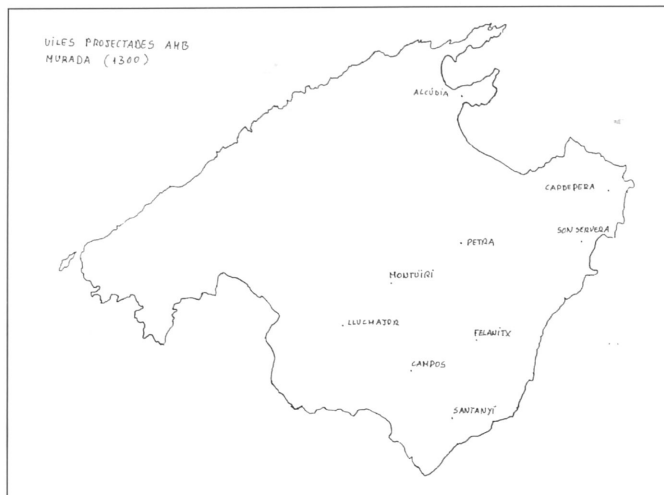 VILES PROJECTADES AMB
MURADA (1300)
ALCÚDIA
CAPDEPERA
SON SERVERA
PETRA
MONTUÏRI
LLUCMAJOR
FELANITX
CAMPOS
SANTANYÍ